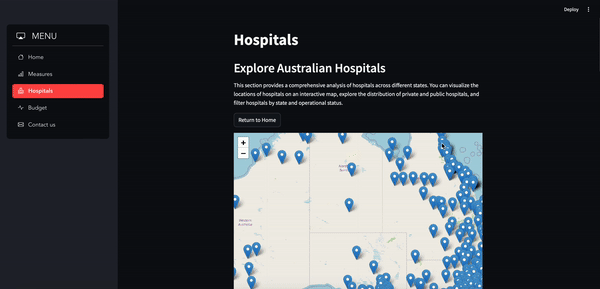 Deploy
MENU
Home
Measures
Hospitals
Budget
Contact us
Hospitals
Explore Australian Hospitals
This section provides a comprehensive analysis of hospitals across different states. You can visualize the
locations of hospitals on an interactive map, explore the distribution of private and public hospitals, and
filter hospitals by state and operational status.
Return to Home
+
−
Western
Australia